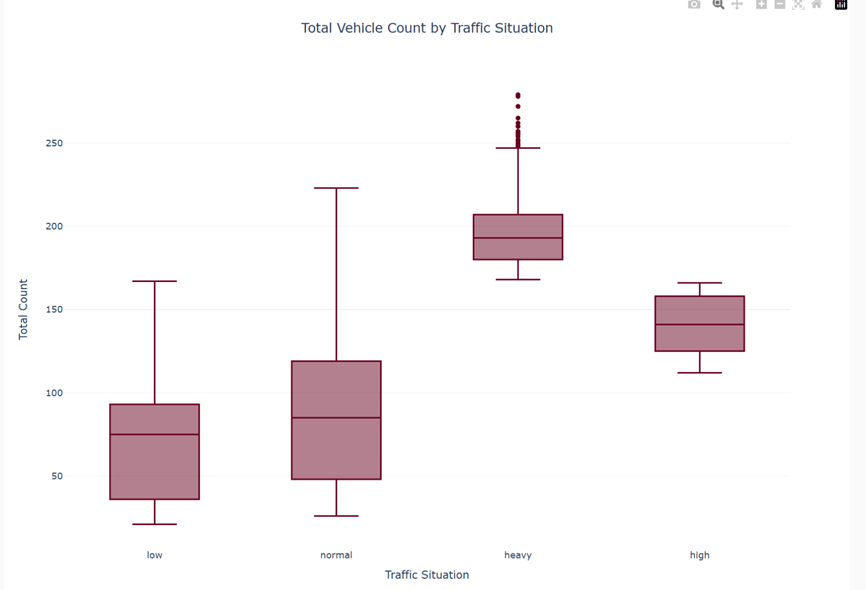 Total Vehicle Count by Traffic Situation
250
200
150
100
50
Total Count
low normal heavy high
Traffic Situation